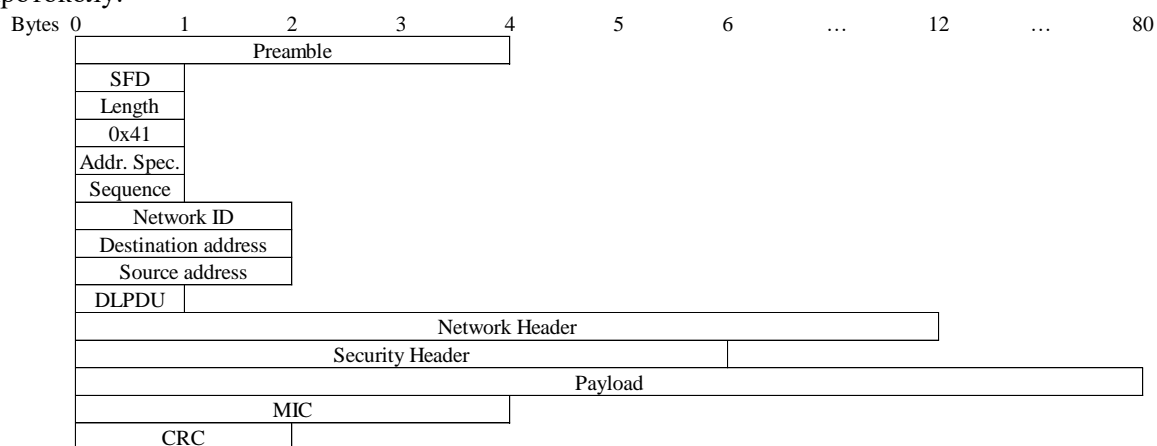 Bytes 0 1 2 3 4 5 6 … 12 … 80
Preamble
SFD
Length
0x41
Addr. Spec.
Sequence
Network ID
Destination address
Source address
DLPDU
Network Header
Security Header
Payload
MIC
CRC